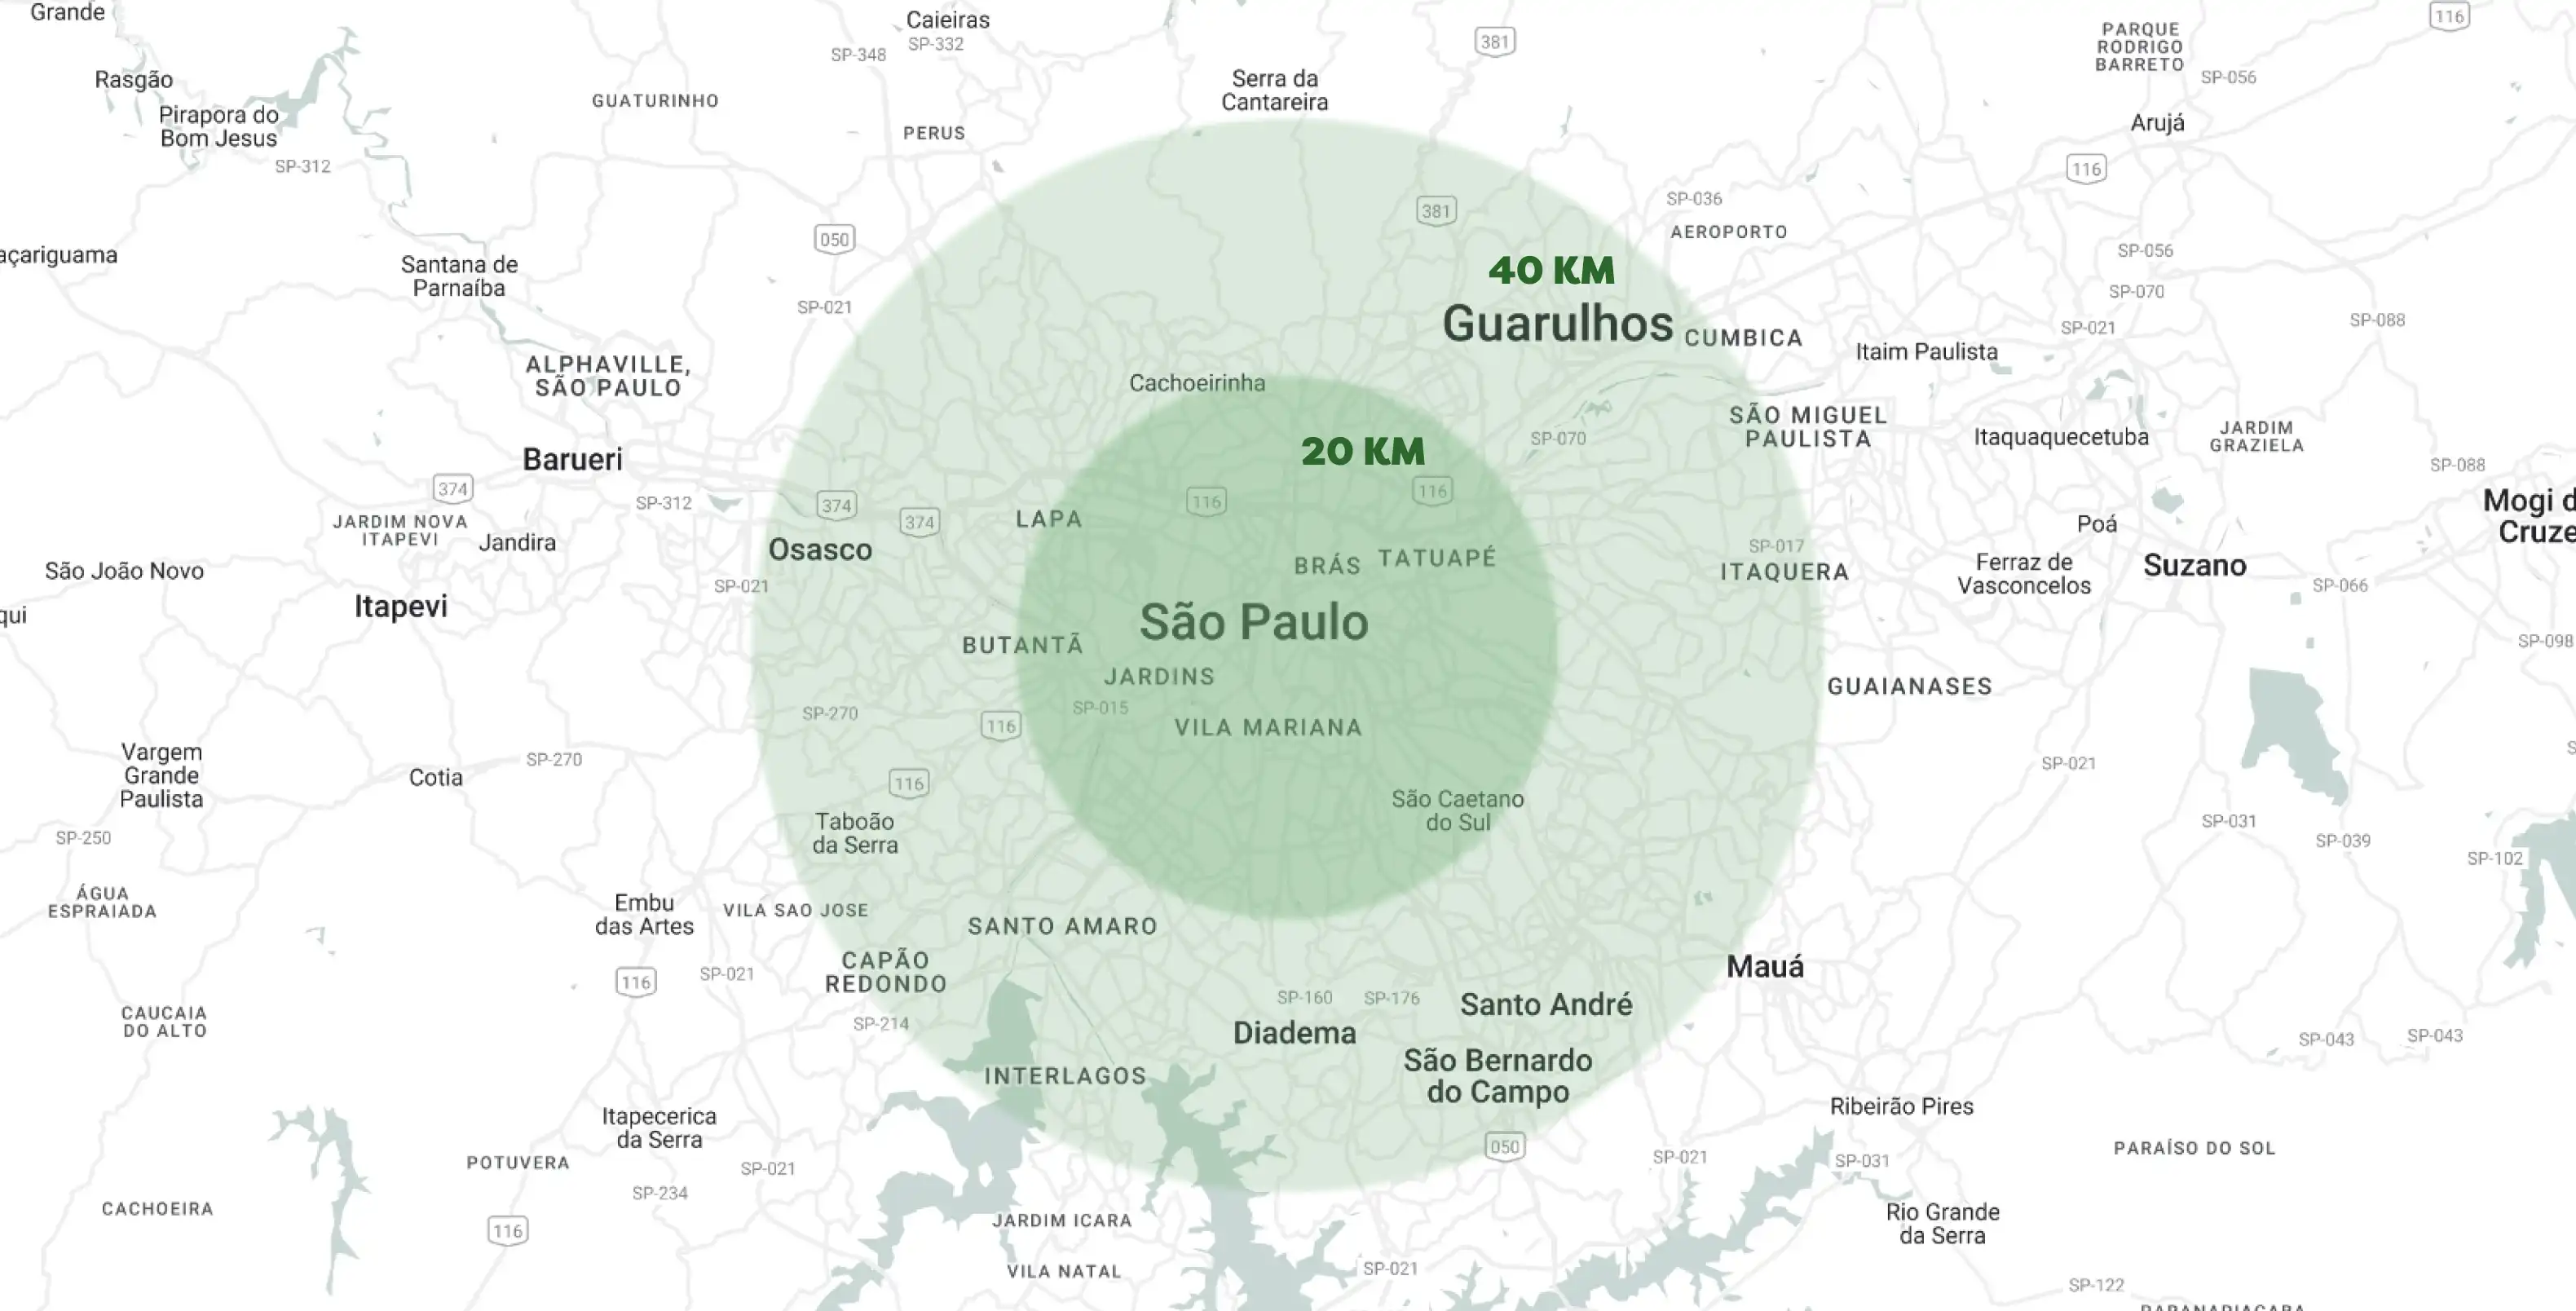 Grande
Caieiras
SP-332
SP-348
381
116
PARQUE
RODRIGO
BARRETO
SP-056
Rasgão
Pirapora do
Bom Jesus
SP-312
GUATURINHO
PERUS
Serra da
Cantareira
Arujá
116
381
SP-036
AEROPORTO
050
açariguama
Santana de
Parnaíba
SP-021
40 KM
Guarulhos
CUMBICA
SP-056
SP-070
SP-021
SP-088
Itaim Paulista
ALPHAVILLE,
SÃO PAULO
Cachoeirinha
SÃO MIGUEL
PAULISTA
Itaquaquecetuba
JARDIM
GRAZIELA
20 KM
SP-070
Barueri
374
SP-312
374
374
LAPA
116
116
SP-088
Mogi d
Cruze
JARDIM NOVA
ITAPEVI
Jandira
Osasco
BRÁS
TATUAPÉ
SP-017
ITAQUERA
Poá
Ferraz de
Vasconcelos
Suzano
SP-066
São João Novo
Itapevi
SP-021
qui
São Paulo
BUTANTÃ
JARDINS
SP-015
SP-098
GUAIANASES
SP-270
116
VILA MARIANA
Vargem
Grande
Paulista
Cotia
SP-270
116
SP-021
São Caetano
do Sul
Taboão
da Serra
SP-250
SP-031
SP-039
SP-102
ÁGUA
ESPRAIADA
Embu
das Artes
VILA SAO JOSE
SANTO AMARO
CAPÃO
REDONDO
116
SP-021
Mauá
SP-160
SP-176
Santo André
CAUCAIA
DO ALTO
SP-214
Diadema
SP-043
SP-043
São Bernardo
do Campo
INTERLAGOS
Itapecerica
da Serra
Ribeirão Pires
POTUVERA
SP-021
050
SP-021
SP-031
PARAÍSO DO SOL
SP-234
CACHOEIRA
116
JARDIM ICARA
Rio Grande
da Serra
VILA NATAL
SP-021
SP-122
PARANAPIACABA